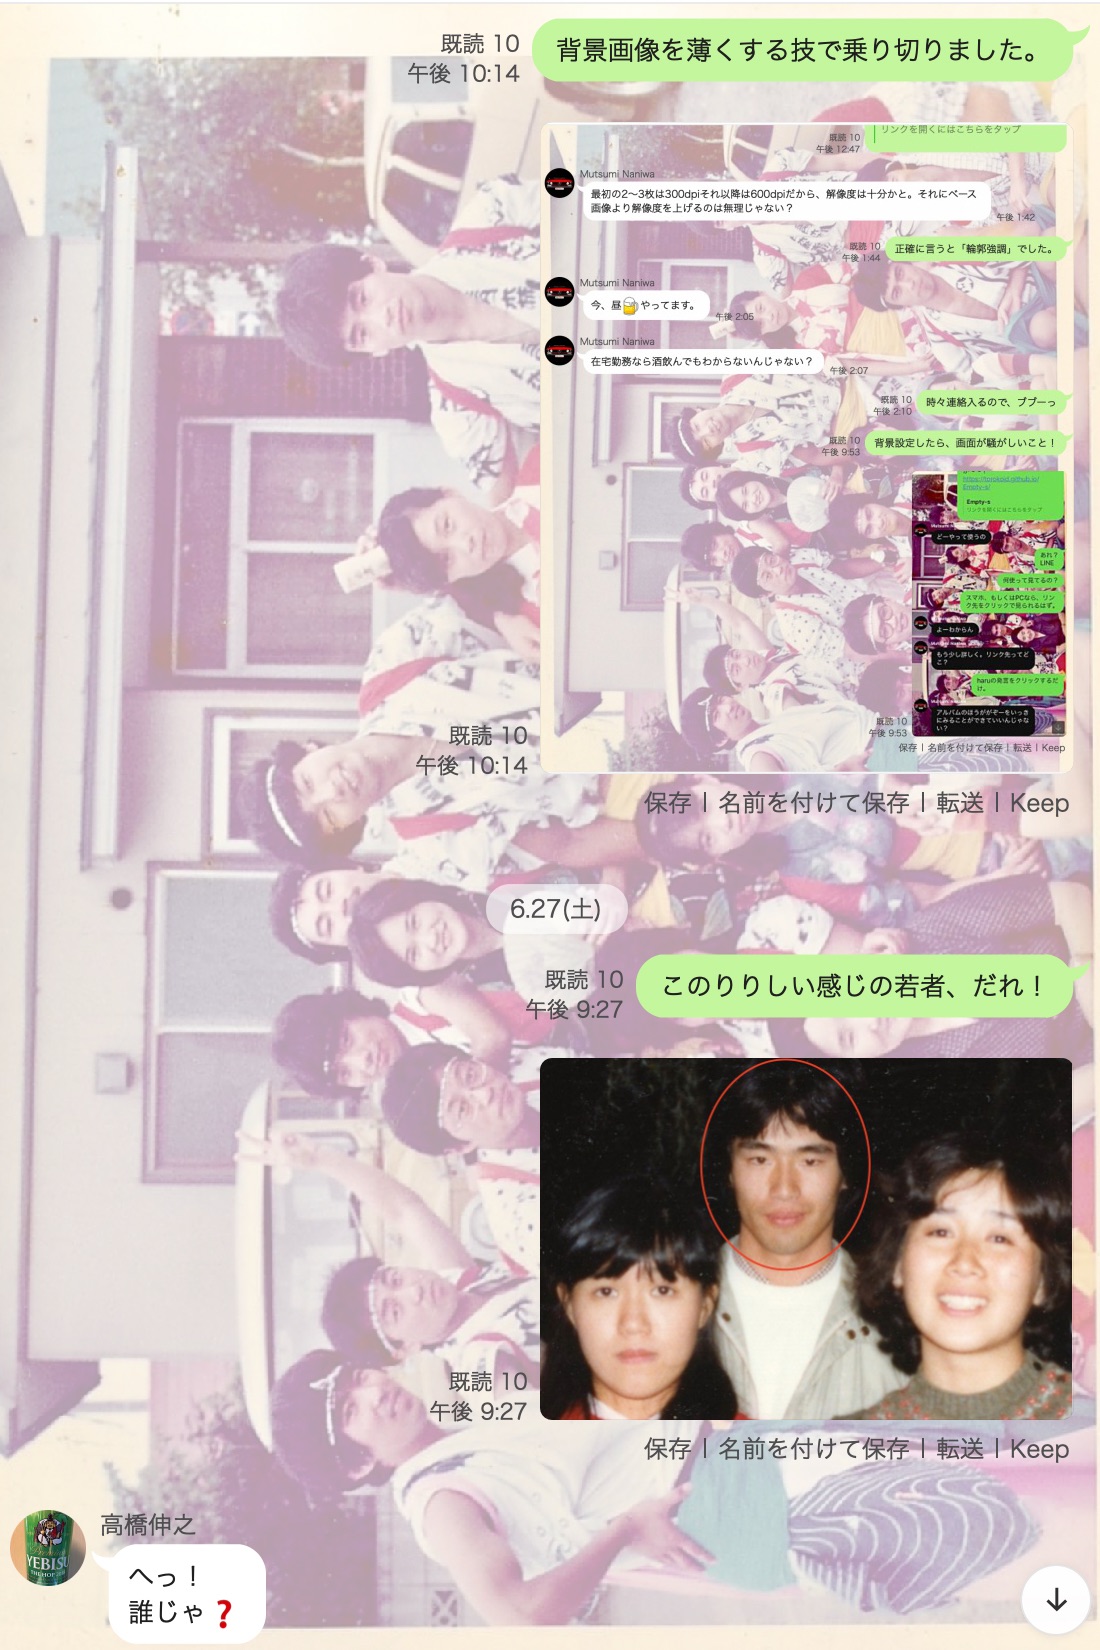 既読 10
午後 10:14
背景画像を薄くする技で乗り切りました。
リンクを開くにはこちらをタップ
既読 10
午後 12:47
Mutsumi Naniwa
最初の2〜3枚は300dpiそれ以降は600dpiだから、解像度は十分かと。それにベース
画像より解像度を上げるのは無理じゃない？
午後 1:42
既読 10
午後 1:44
正確に言うと「輪郭強調」でした。
Mutsumi Naniwa
今、昼🍺やってます。
午後 2:05
Mutsumi Naniwa
在宅勤務なら酒飲んでもわからないんじゃない？
午後 2:07
既読 10
午後 2:10
時々連絡入るので、ブブーっ
既読 10
午後 9:53
背景設定したら、画面が騒がしいこと！
Empty-s
リンクを開くにはこちらをタップ
どーやって使うの
あれ？
LINE
何使って見てるの？
スマホ、もしくはPCなら、リン
ク先をクリックで見られるはず。
よーわからん
もう少し詳しく。リンク先ってど
こ？
haruの発言をクリックするだ
け。
アルバムのほうがぞーをいっき
にみることができていいんじゃな
い？
既読 10
午後 9:53
保存 | 名前を付けて保存 | 転送 | Keep
既読 10
午後 10:14
保存 | 名前を付けて保存 | 転送 | Keep
6.27(土)
既読 10
午後 9:27
このりりしい感じの若者、だれ！
既読 10
午後 9:27
保存 | 名前を付けて保存 | 転送 | Keep
高橋伸之
YEBISU
へっ！
誰じゃ❓